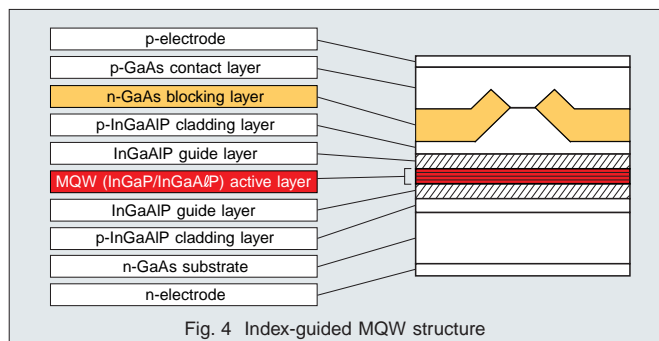 p-electrode
p-GaAs contact layer
n-GaAs blocking layer
p-InGaAlP cladding layer
InGaAlP guide layer
MQW (InGaP/InGaAℓP) active layer
InGaAlP guide layer
p-InGaAlP cladding layer
n-GaAs substrate
n-electrode
Fig. 4 Index-guided MQW structure